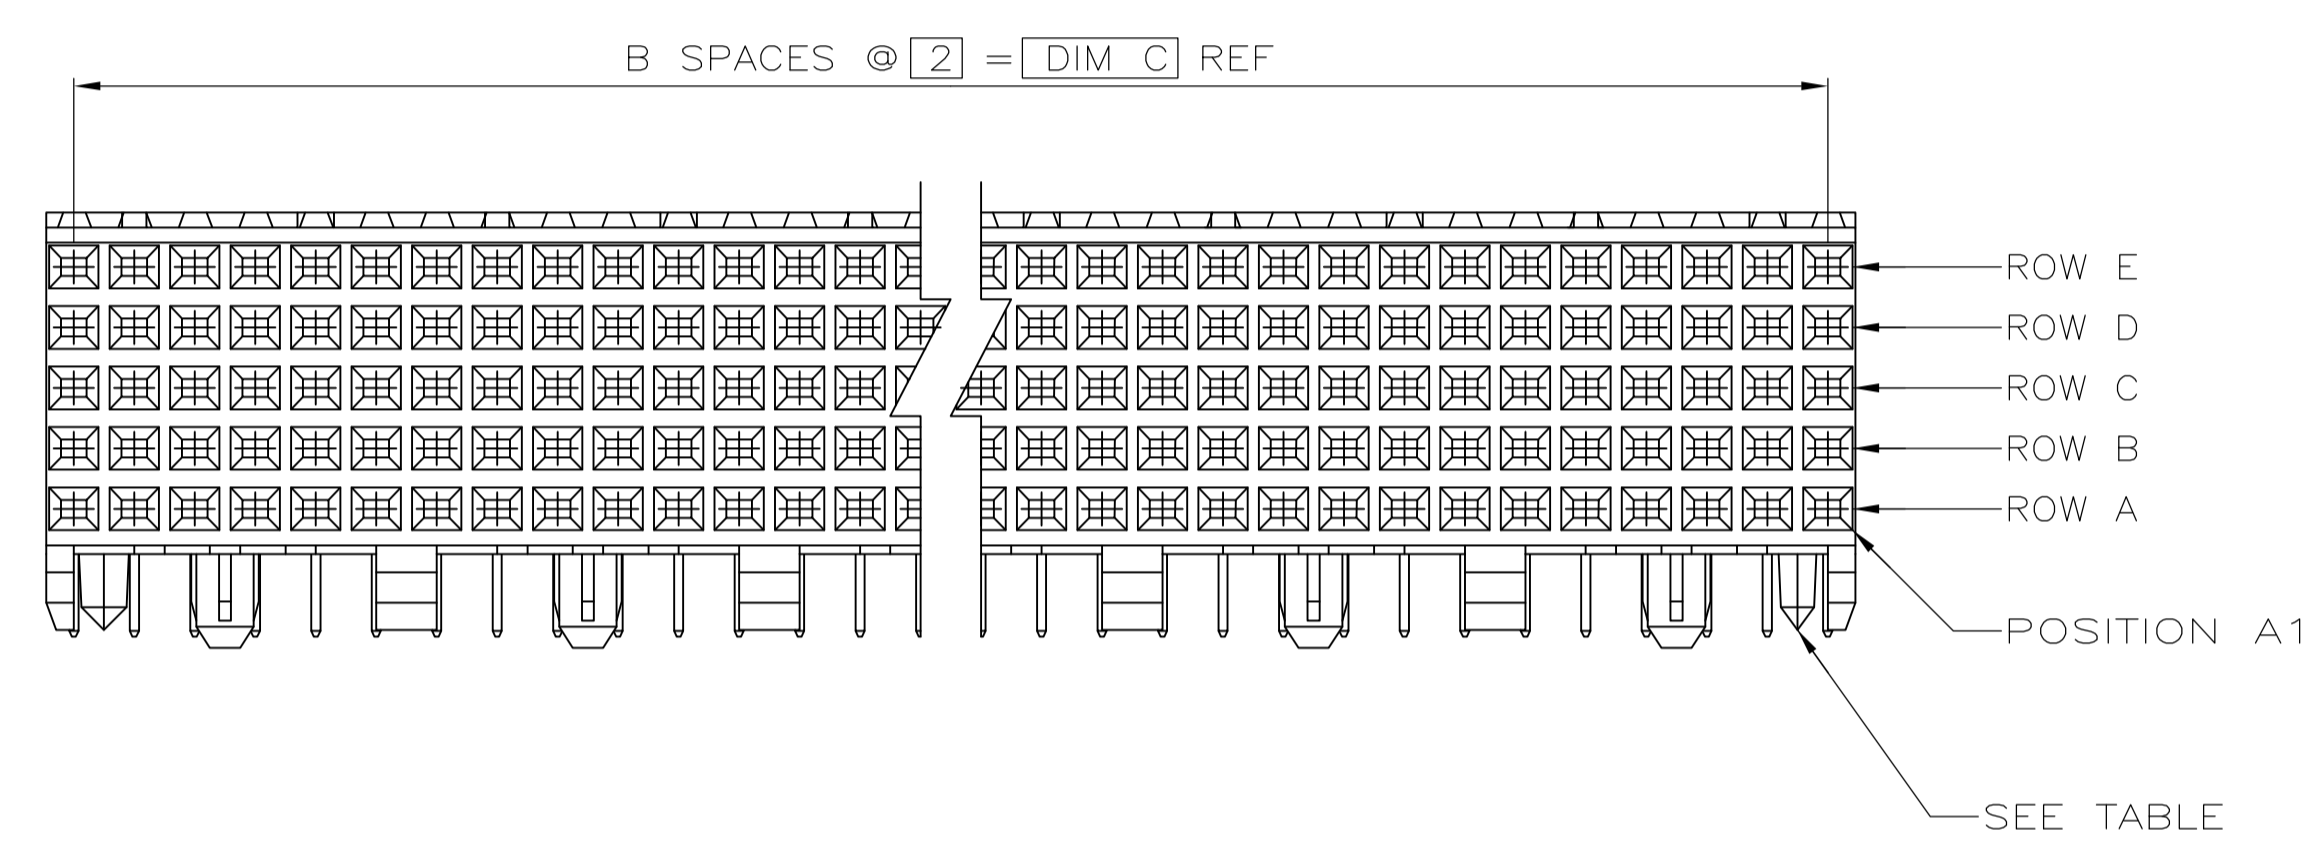 B SPACES @ 2 = DIM C REF
ROW E
ROW D
ROW C
ROW B
ROW A
POSITION A1
SEE TABLE